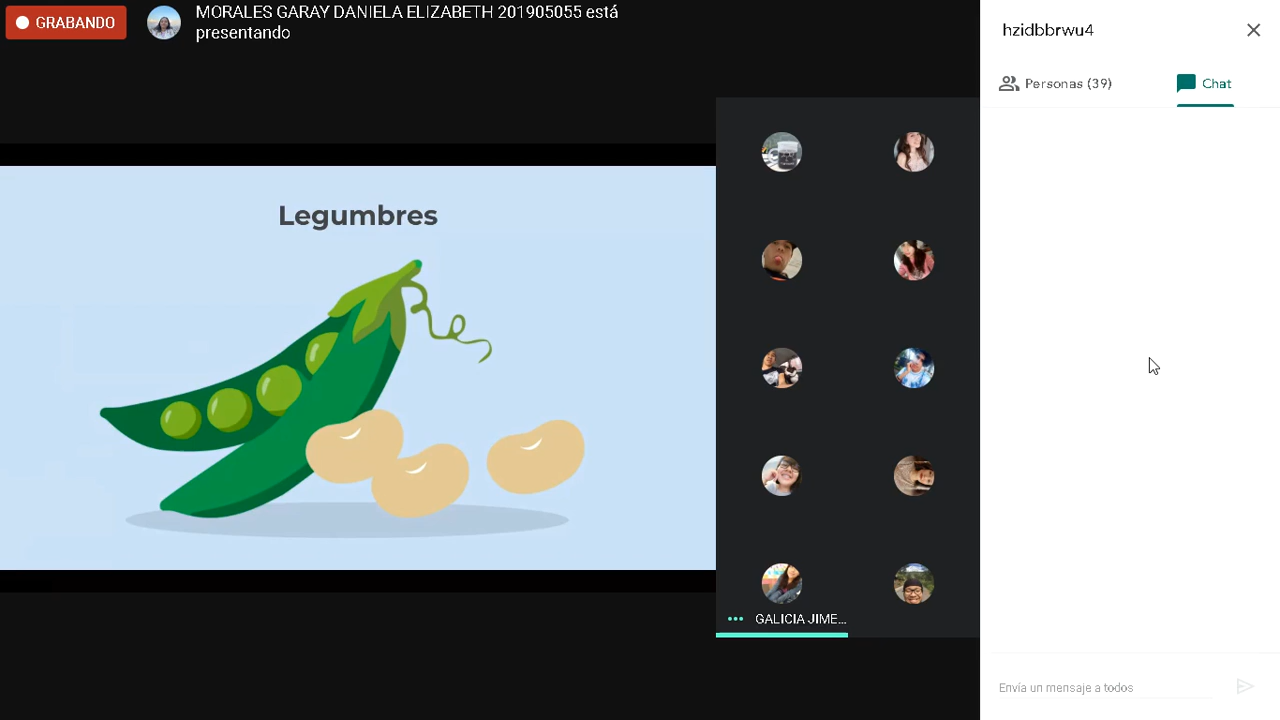 GRABANDO
MORALES GARAY DANIELA ELIZABETH 201905055 está
presentando
hzidbbrwu4
Personas (39)
Chat
Legumbres
GALICIA JIME...
Envía un mensaje a todos